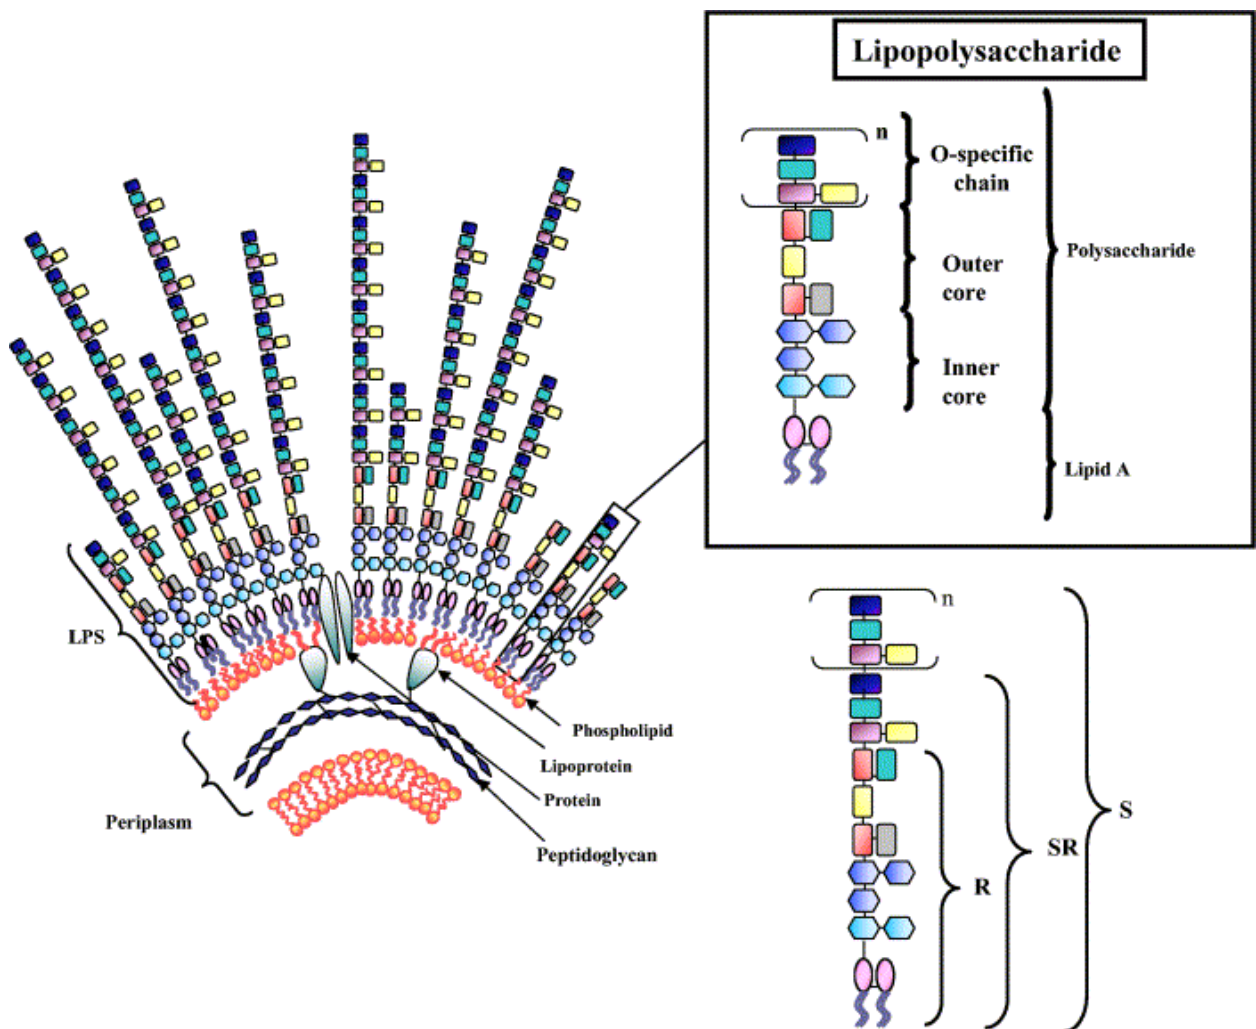 Lipopolysaccharide
n
O-specific
chain
Outer
core
Inner
core
Polysaccharide
Lipid A
LPS
Periplasm
Phospholipid
Lipoprotein
Protein
Peptidoglycan
n
R
SR
S